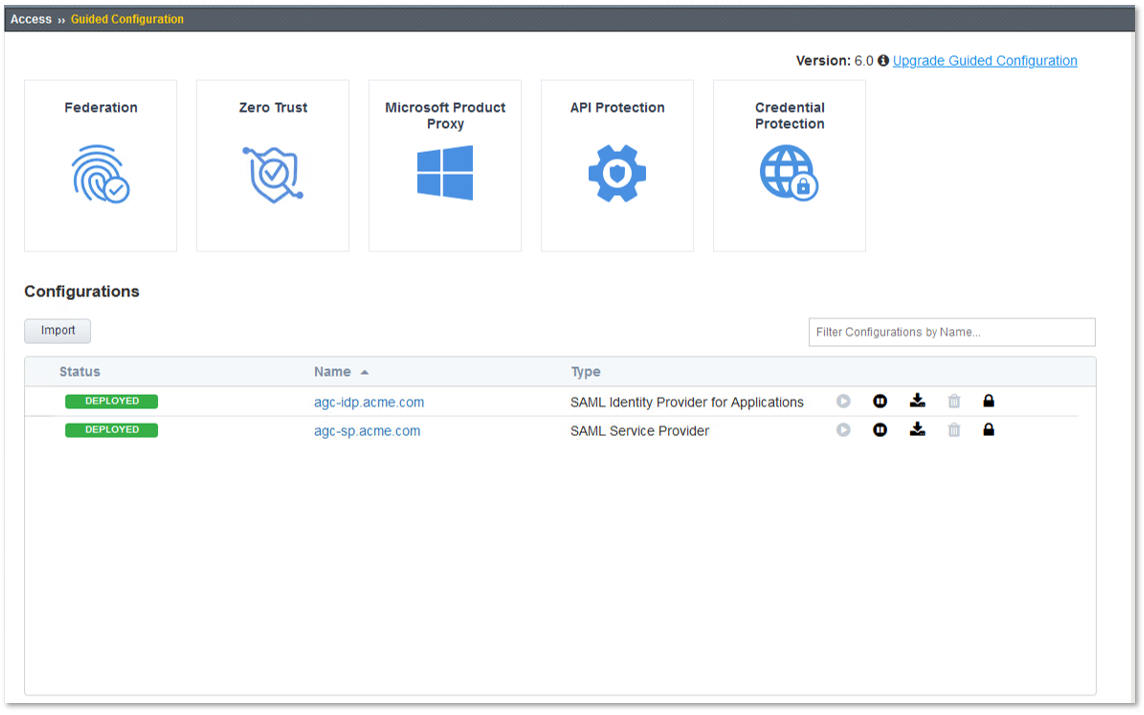 Access ›› Guided Configuration
Version: 6.0 Upgrade Guided Configuration
Federation
Zero Trust
Microsoft Product
Proxy
API Protection
Credential
Protection
Configurations
Import
Filter Configurations by Name...
Status Name Type
DEPLOYED agc-idp.acme.com SAML Identity Provider for Applications
DEPLOYED agc-sp.acme.com SAML Service Provider